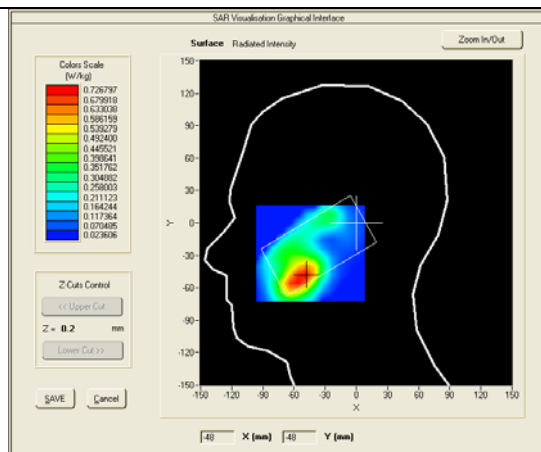 SAR Visualisation Graphical Interface
Surface Radiated Intensity
Zoom In/Out
Colors Scale
(W/kg)
0.726797
0.679918
0.633038
0.586159
0.539279
0.492400
0.445521
0.398641
0.351762
0.304882
0.258003
0.211123
0.164244
0.117364
0.070485
0.023606
Z-Cuts Control
<< Upper Cut
Z = 0.2 mm
Lower Cut >>
SAVE
Cancel
150
120
90
60
30
0
-30
-60
-90
-120
-150
Y
-150 -120 -90 -60 -30 0 30 60 90 120 150
X
-48 X (mm) -48 Y (mm)